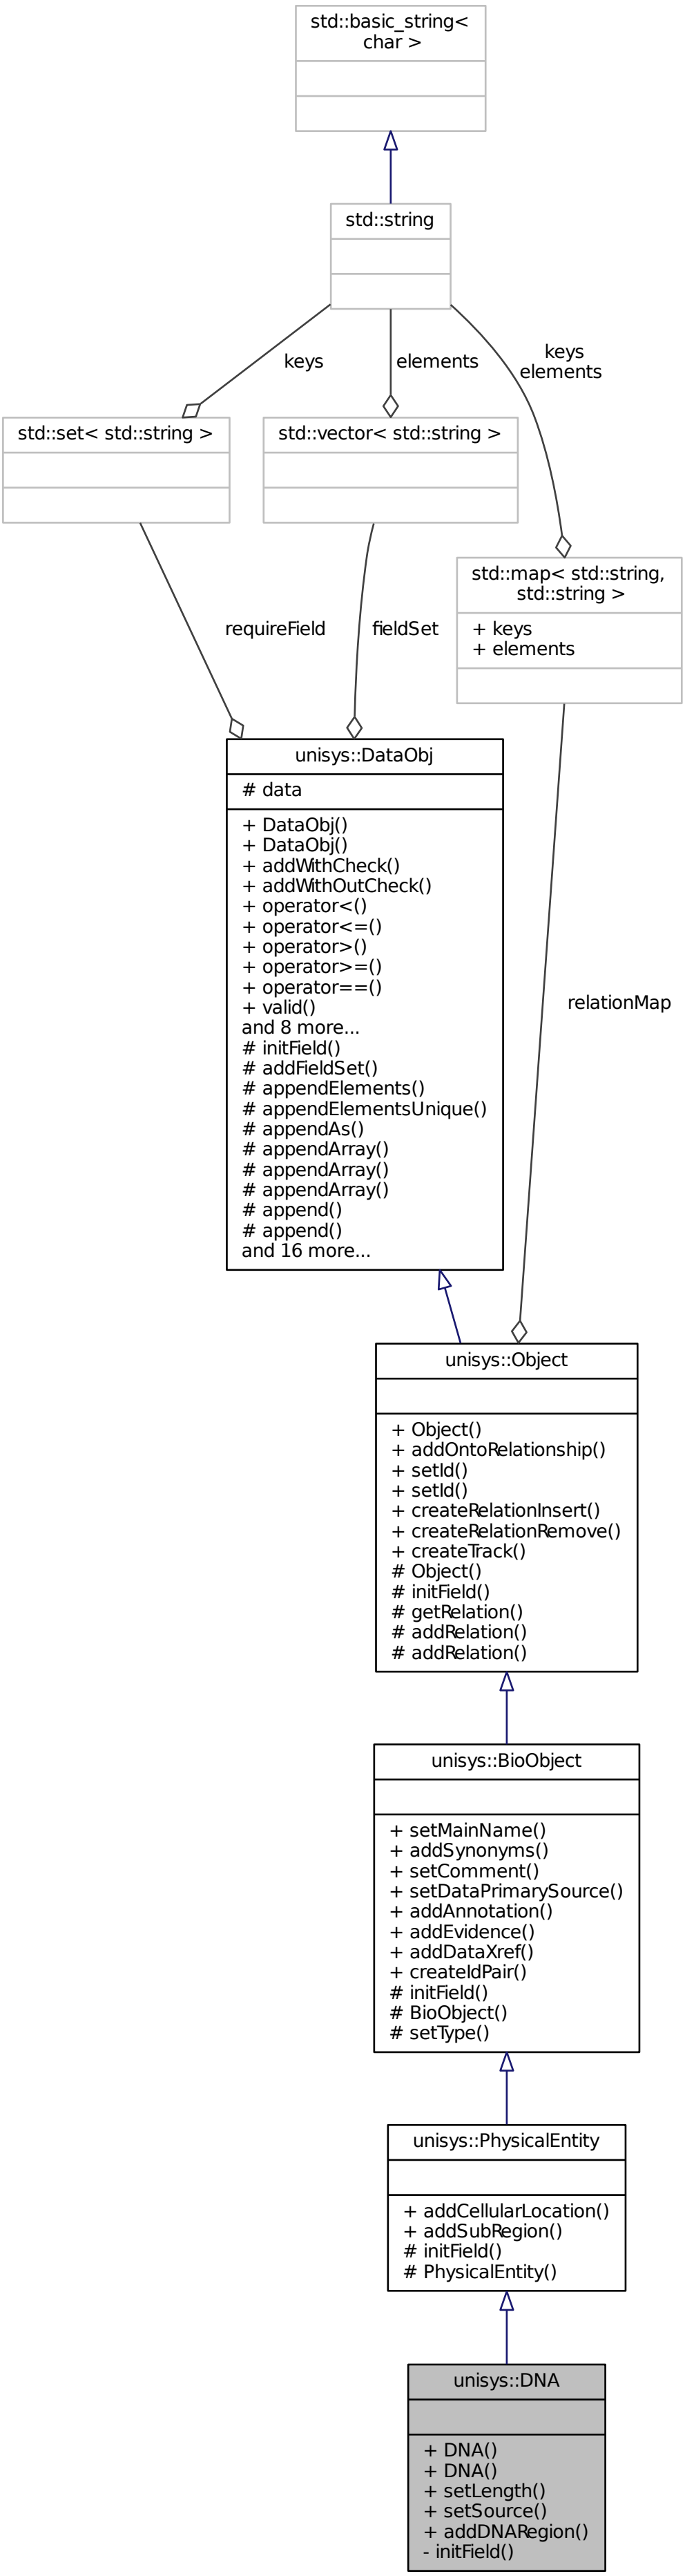 std::basic_string<
char >
std::string
keys
elements
keys
elements
std::set< std::string >
std::vector< std::string >
std::map< std::string,
std::string >
+ keys
+ elements
requireField
fieldSet
unisys::DataObj
# data
+ DataObj()
+ DataObj()
+ addWithCheck()
+ addWithOutCheck()
+ operator<()
+ operator<=()
+ operator>()
+ operator>=()
+ operator==()
+ valid()
and 8 more...
# initField()
# addFieldSet()
# appendElements()
# appendElementsUnique()
# appendAs()
# appendArray()
# appendArray()
# appendArray()
# append()
# append()
and 16 more...
relationMap
unisys::Object
+ Object()
+ addOntoRelationship()
+ setId()
+ setId()
+ createRelationInsert()
+ createRelationRemove()
+ createTrack()
# Object()
# initField()
# getRelation()
# addRelation()
# addRelation()
unisys::BioObject
+ setMainName()
+ addSynonyms()
+ setComment()
+ setDataPrimarySource()
+ addAnnotation()
+ addEvidence()
+ addDataXref()
+ createIdPair()
# initField()
# BioObject()
# setType()
unisys::PhysicalEntity
+ addCellularLocation()
+ addSubRegion()
# initField()
# PhysicalEntity()
unisys::DNA
+ DNA()
+ DNA()
+ setLength()
+ setSource()
+ addDNARegion()
- initField()